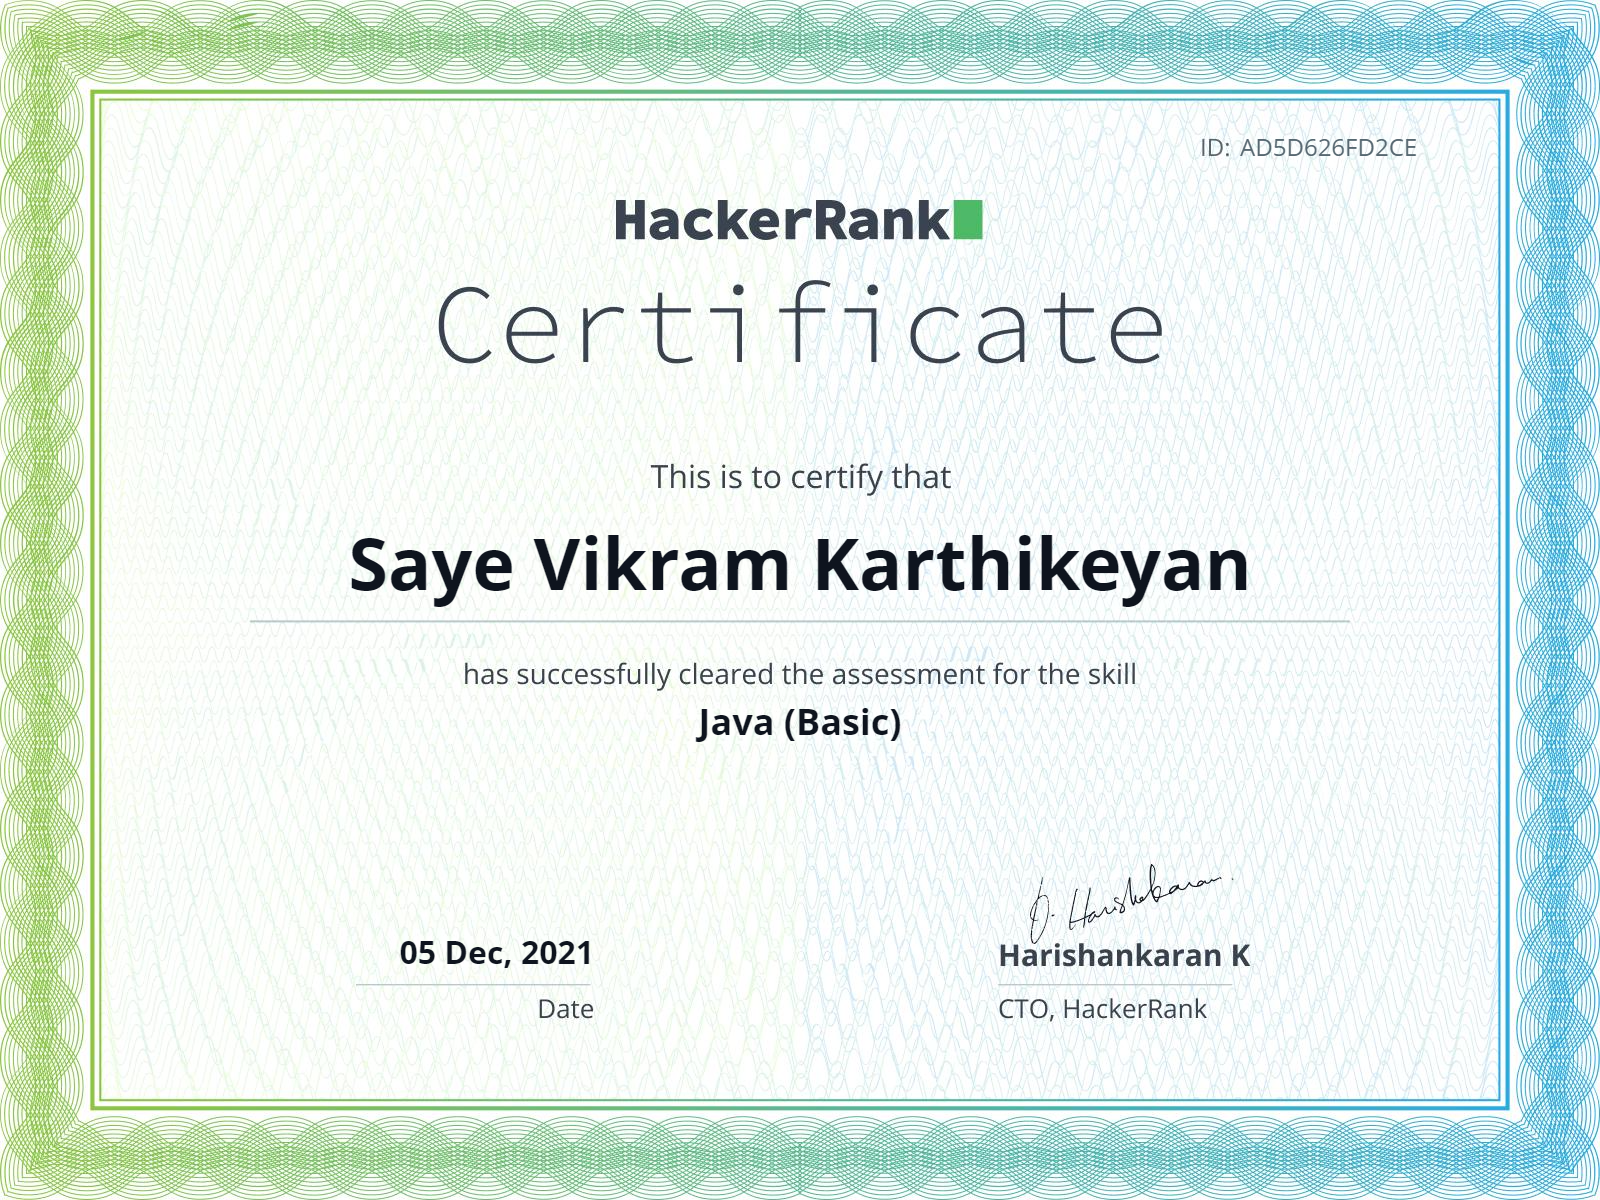 ID: AD5D626FD2CE
HackerRank
Certificate
This is to certify that
Saye Vikram Karthikeyan
has successfully cleared the assessment for the skill
Java (Basic)
D. Harishankaran
05 Dec, 2021
Harishankaran K
Date
CTO, HackerRank